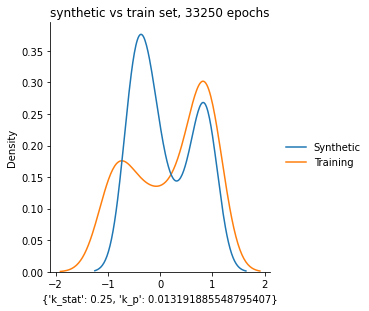 synthetic vs train set, 33250 epochs
0.35
0.30
0.25
0.20
0.15
0.10
0.05
0.00
Density
−2
−1
0
1
2
{'k_stat': 0.25, 'k_p': 0.013191885548795407}
Synthetic
Training